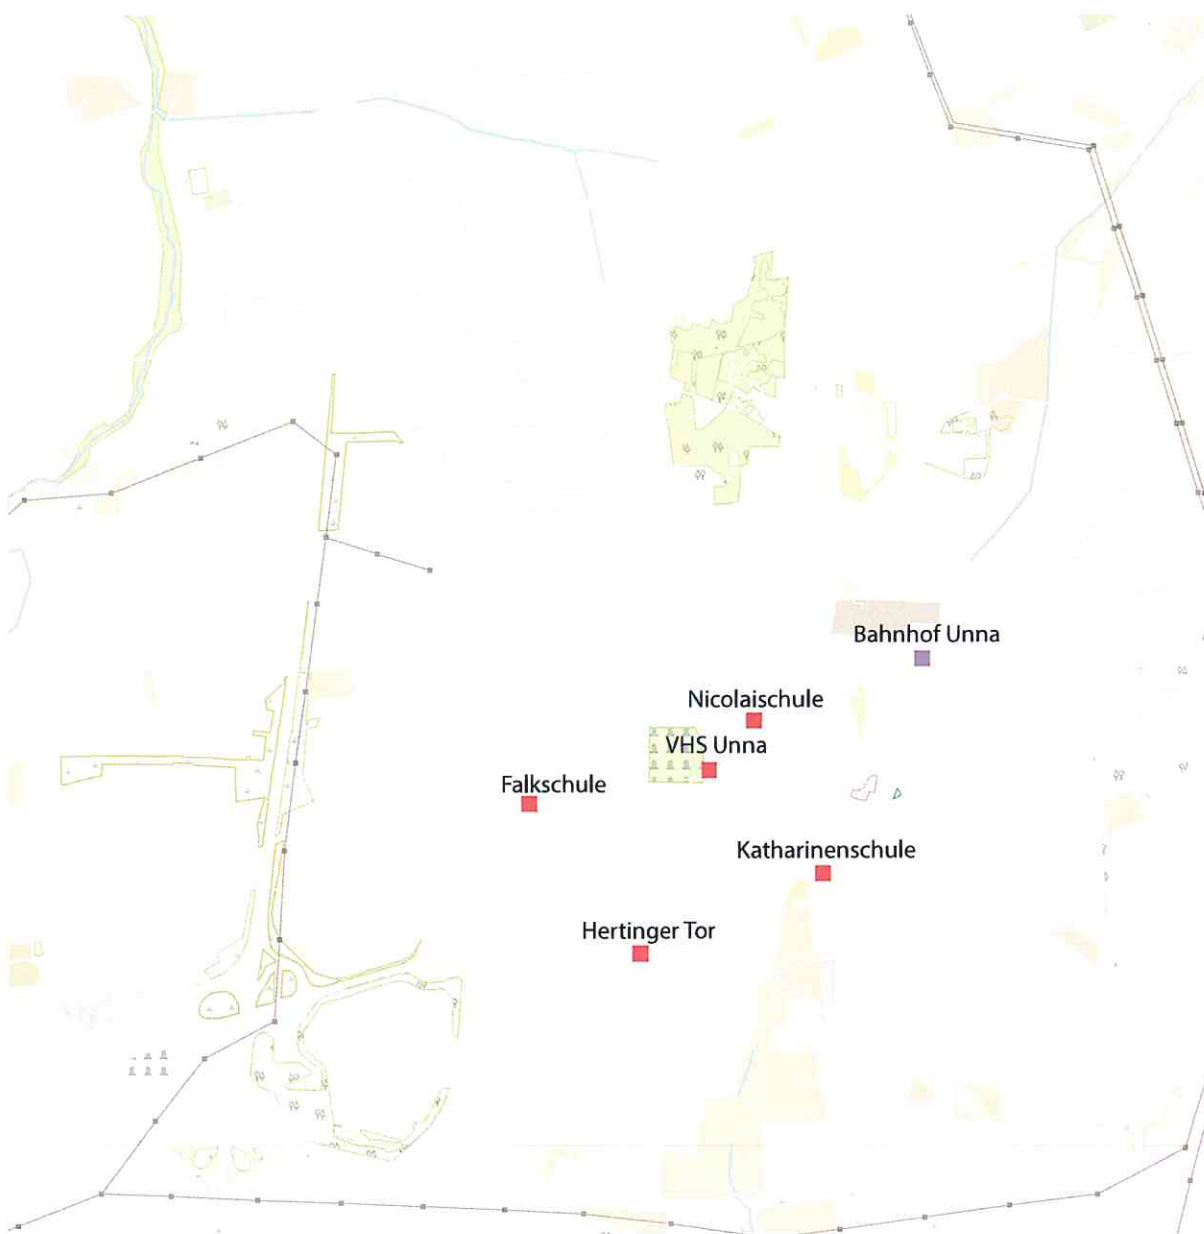 Bahnhof Unna
Nicolaischule
VHS Unna
Falkschule
Katharinenschule
Hertinger Tor